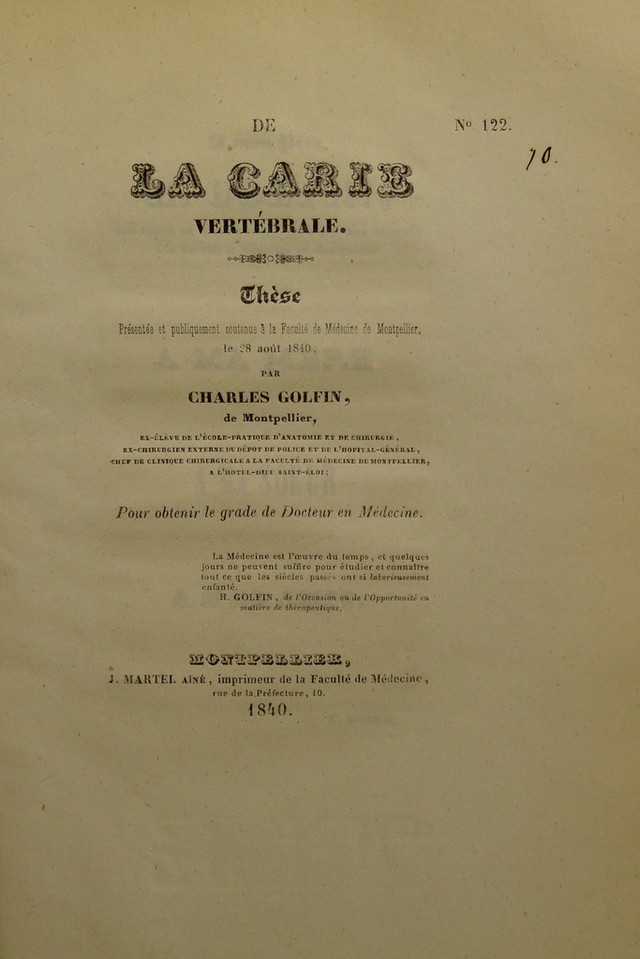 DE
N° 122.
10.
LA CARIE
VERTÉBRALE.
Thèse
Présentée et publiquement soutenue à la Faculté de Médecine de Montpellier,
le 28 août 1840,
PAR
CHARLES GOLFIN,
de Montpellier,
EX-ÉLÈVE DE L'ÉCOLE-PRATIQUE D'ANATOMIE ET DE CHIRURGIE,
EX-CHIRURGIEN EXTERNE DU DÉPOT DE POLICE ET DE L'HOPITAL-GÉNÉRAL,
CHEF DE CLINIQUE CHIRURGICALE A LA FACULTÉ DE MÉDECINE DE MONTPELLIER,
A L'HOTEL-DIEU SAINT-ÉLOI;
Pour obtenir le grade de Docteur en Médecine.
La Médecine est l'œuvre du temps, et quelques
jours ne peuvent suffire pour étudier et connaître
tout ce que les siècles passés ont si laborieusement
enfanté.
H. GOLFIN, de l'Occasion ou de l'Opportunité en
matière de thérapeutique.
MONTPELLIER,
J. MARTEL AÎNÉ, imprimeur de la Faculté de Médecine,
rue de la Préfecture, 10.
1840.